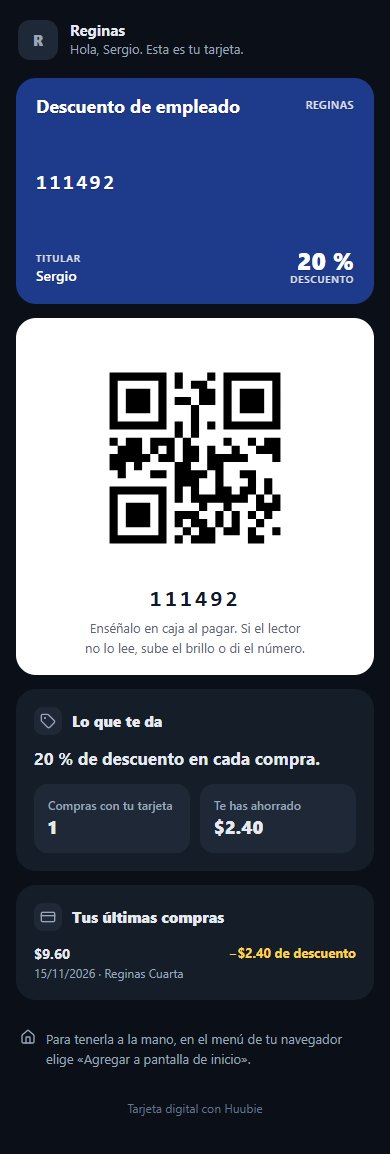 R
Reginas
Hola, Sergio. Esta es tu tarjeta.
Descuento de empleado
REGINAS
111492
TITULAR
Sergio
20 %
DESCUENTO
111492
Enséñalo en caja al pagar. Si el lector
no lo lee, sube el brillo o di el número.
Lo que te da
20 % de descuento en cada compra.
Compras con tu tarjeta
1
Te has ahorrado
$2.40
Tus últimas compras
$9.60
−$2.40 de descuento
15/11/2026 · Reginas Cuarta
Para tenerla a la mano, en el menú de tu navegador
elige «Agregar a pantalla de inicio».
Tarjeta digital con Huubie